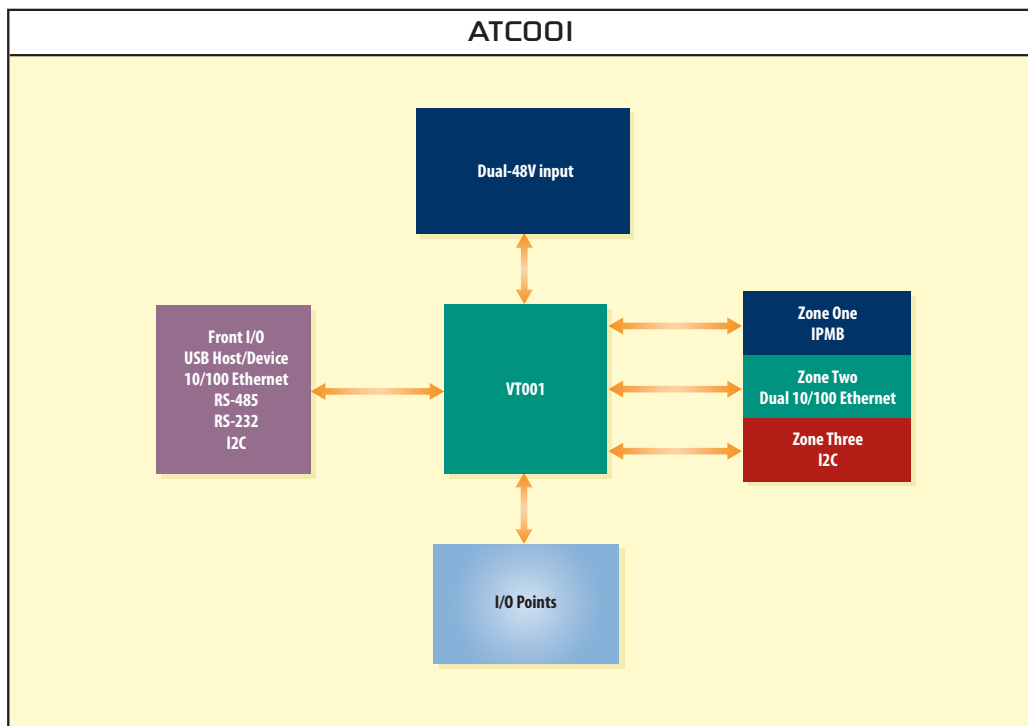 ATC001
Dual-48V input
Front I/O
USB Host/Device
10/100 Ethernet
RS-485
RS-232
I2C
VT001
Zone One
IPMB
Zone Two
Dual 10/100 Ethernet
Zone Three
I2C
I/O Points